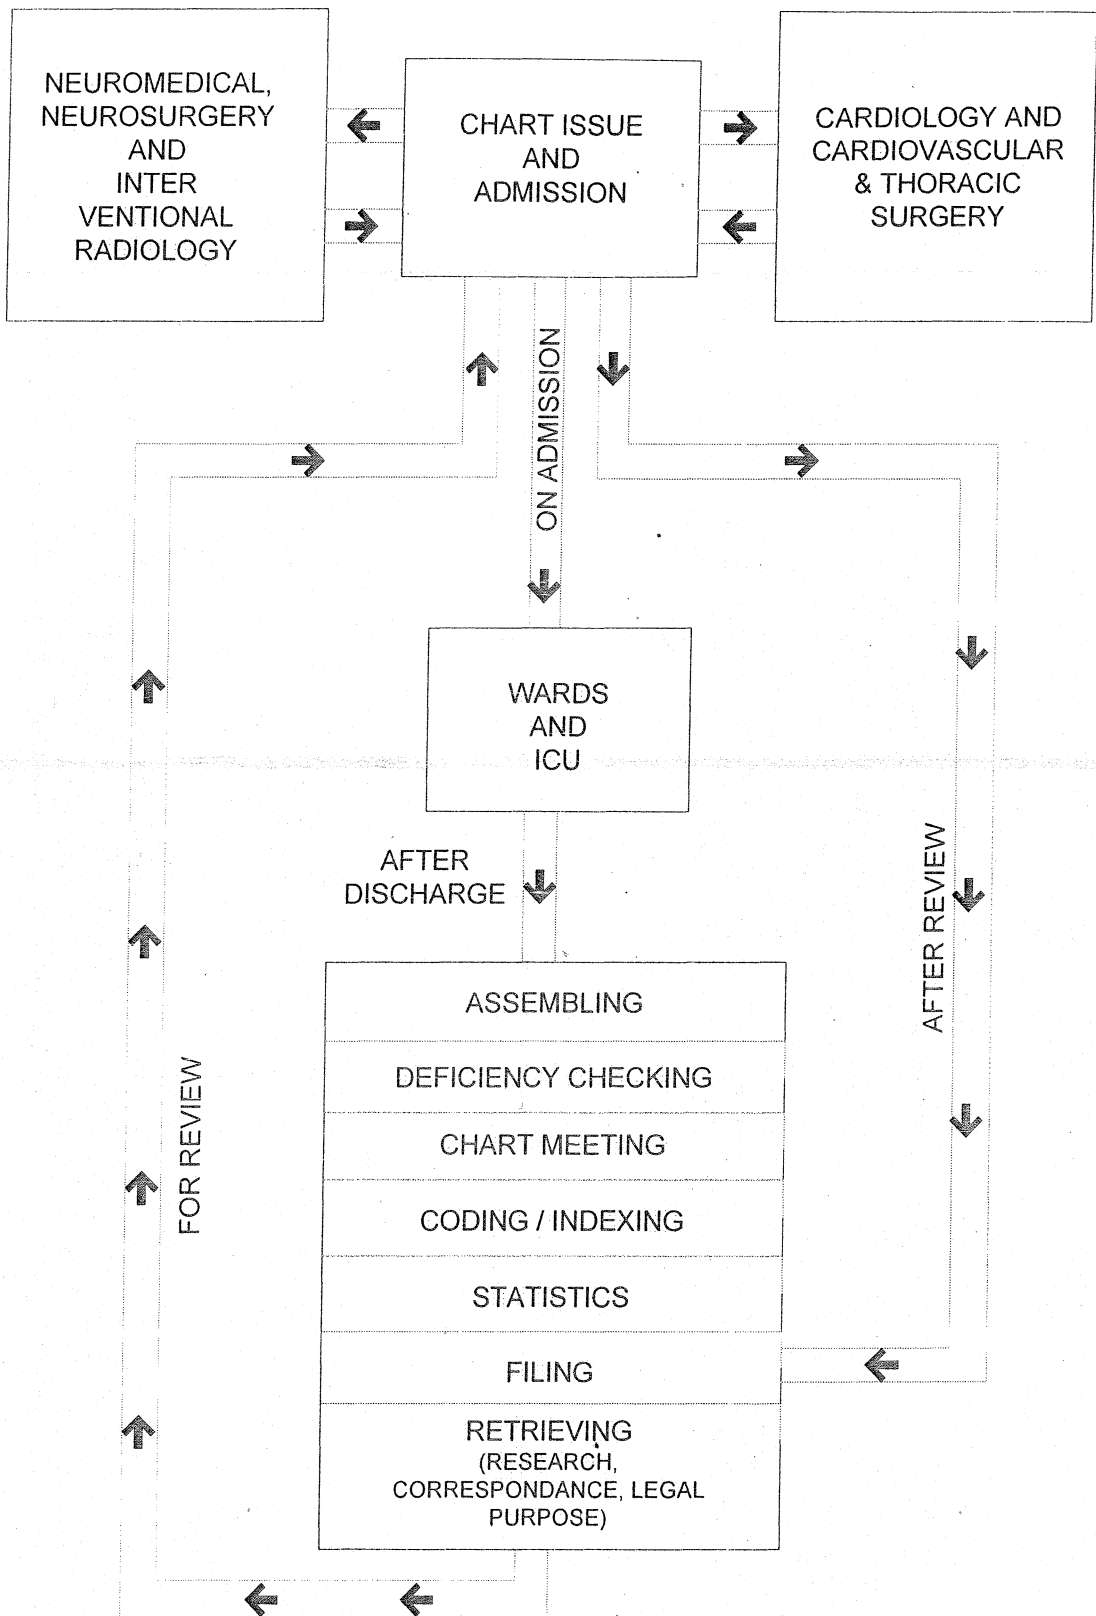 NEUROMEDICAL,
NEUROSURGERY
AND
INTER
VENTIONAL
RADIOLOGY
CHART ISSUE
AND
ADMISSION
CARDIOLOGY AND
CARDIOVASCULAR
& THORACIC
SURGERY
ON ADMISSION
WARDS
AND
ICU
AFTER
DISCHARGE
AFTER REVIEW
FOR REVIEW
ASSEMBLING
DEFICIENCY CHECKING
CHART MEETING
CODING / INDEXING
STATISTICS
FILING
RETRIEVING
(RESEARCH,
CORRESPONDANCE, LEGAL
PURPOSE)